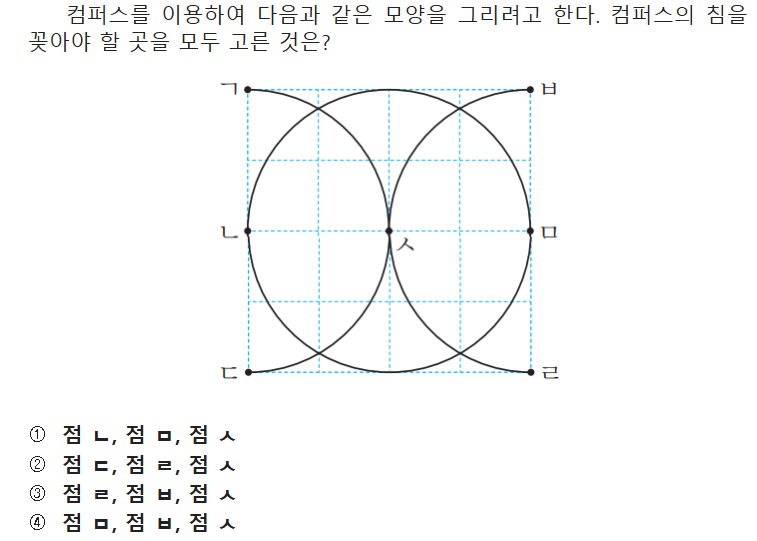 컴퍼스를 이용하여 다음과 같은 모양을 그리려고 한다. 컴퍼스의 침을
꽂아야 할 곳을 모두 고른 것은?
ㄱ ㅂ
ㄴ ㅅ ㅁ
ㄷ ㄹ
① 점 ㄴ, 점 ㅁ, 점 ㅅ
② 점 ㄷ, 점 ㄹ, 점 ㅅ
③ 점 ㄹ, 점 ㅂ, 점 ㅅ
④ 점 ㅁ, 점 ㅂ, 점 ㅅ